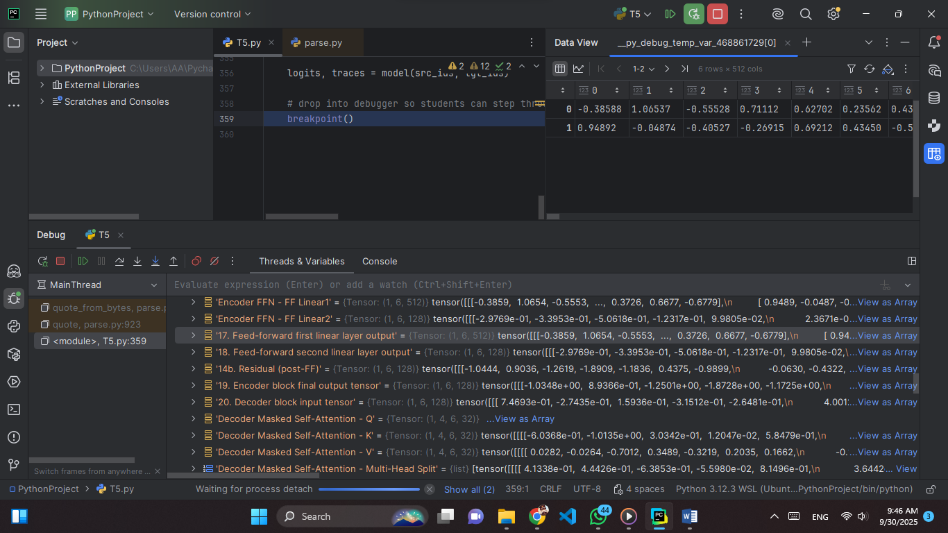 PP PythonProject Version control T5
Project T5.py parse.py Data View __py_debug_temp_var_468861729[0]
PythonProject C:\Users\AA\Pycha
External Libraries
Scratches and Consoles
2 12 2
356 logits, traces = model(src_ids, tgt_ids)
357
358 # drop into debugger so students can step thr
359 breakpoint()
360
1-2 6 rows × 512 cols
0 1 2 3 4 5 6
0 -0.38588 1.06537 -0.55528 0.71112 0.62702 0.23562 0.43
1 0.94892 -0.04874 -0.40527 -0.26915 0.69212 0.43450 -0.5
Debug T5
Threads & Variables Console
MainThread Evaluate expression (Enter) or add a watch (Ctrl+Shift+Enter)
quote_from_bytes, parse.p
quote, parse.py:923
<module>, T5.py:359
'Encoder FFN - FF Linear1' = {Tensor: (1, 6, 512)} tensor([[[-0.3859, 1.0654, -0.5553, ..., 0.3726, 0.6677, -0.6779],\n [ 0.9489, -0.0487, -0 ...View as Array
'Encoder FFN - FF Linear2' = {Tensor: (1, 6, 128)} tensor([[[-2.9769e-01, -3.3953e-01, -5.0618e-01, -1.2317e-01, 9.9805e-02,\n 2.3671e-0 ...View as Array
'17. Feed-forward first linear layer output' = {Tensor: (1, 6, 512)} tensor([[[-0.3859, 1.0654, -0.5553, ..., 0.3726, 0.6677, -0.6779],\n [ 0.94 ...View as Array
'18. Feed-forward second linear layer output' = {Tensor: (1, 6, 128)} tensor([[[-2.9769e-01, -3.3953e-01, -5.0618e-01, -1.2317e-01, 9.9805e-02,\n ...View as Array
'14b. Residual (post-FF)' = {Tensor: (1, 6, 128)} tensor([[[-1.0444, 0.9036, -1.2619, -1.8909, -1.1836, 0.4375, -0.9899,\n -0.0630, -0.4322, ...View as Array
'19. Encoder block final output tensor' = {Tensor: (1, 6, 128)} tensor([[[-1.0348e+00, 8.9366e-01, -1.2501e+00, -1.8728e+00, -1.1725e+00,\n ...View as Array
'20. Decoder block input tensor' = {Tensor: (1, 6, 128)} tensor([[[ 7.4693e-01, -2.7435e-01, 1.5936e-01, -3.1512e-01, -2.6481e-01,\n 4.001 ...View as Array
'Decoder Masked Self-Attention - Q' = {Tensor: (1, 4, 6, 32)} ...View as Array
'Decoder Masked Self-Attention - K' = {Tensor: (1, 4, 6, 32)} tensor([[[[-6.0368e-01, -1.0135e+00, 3.0342e-01, 1.2047e-02, 5.8479e-01,\n ...View as Array
'Decoder Masked Self-Attention - V' = {Tensor: (1, 4, 6, 32)} tensor([[[[ 0.0282, -0.0264, -0.7012, 0.3489, -0.3219, 0.2035, 0.1662,\n -0. ...View as Array
'Decoder Masked Self-Attention - Multi-Head Split' = {list} [tensor([[[[ 4.1338e-01, 4.4426e-01, -6.3853e-01, -5.5980e-02, 8.1496e-01,\n 3.6442 ... View
Switch frames from anywhere ...
PythonProject T5.py Waiting for process detach Show all (2) 359:1 CRLF UTF-8 4 spaces Python 3.12.3 WSL (Ubunt...PythonProject/bin/python)
Search 44 ENG 9:46 AM
9/30/2025 3